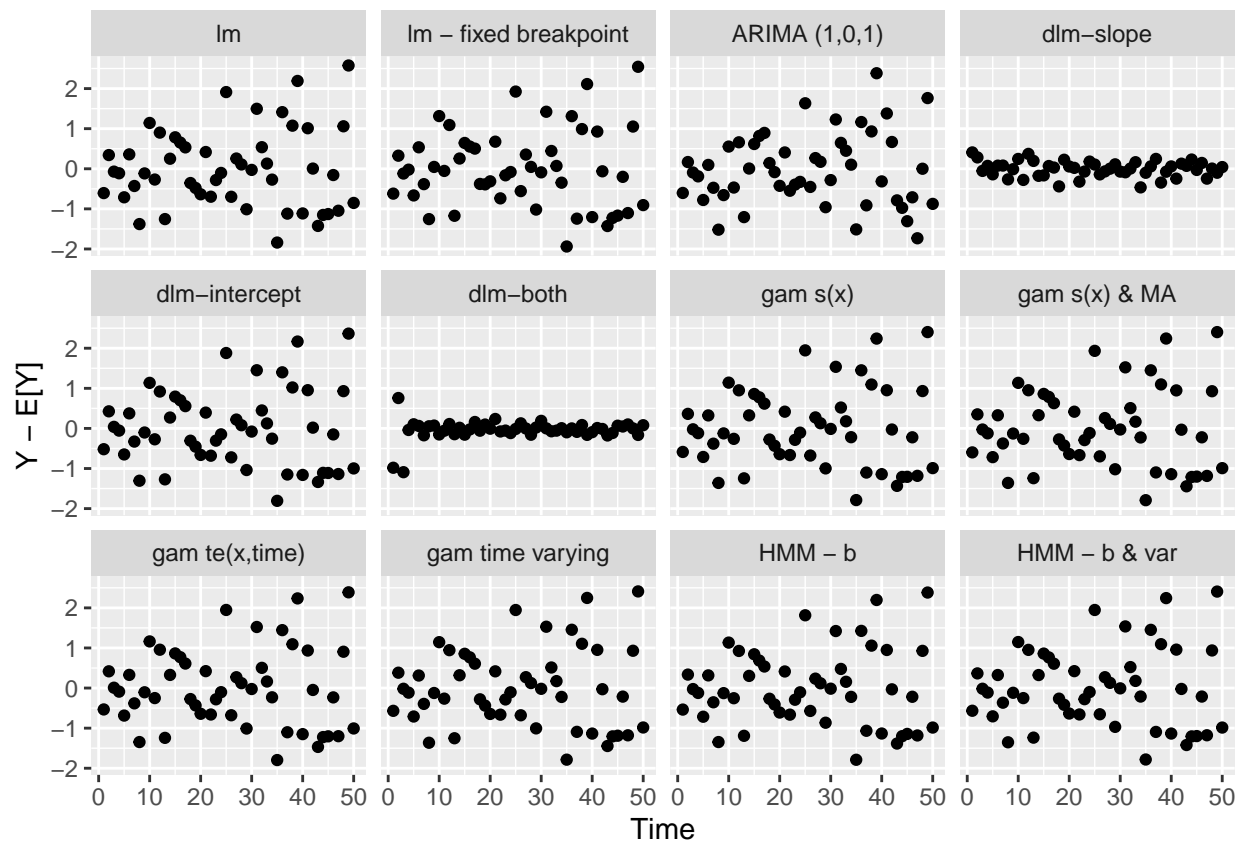 lm
lm − fixed breakpoint
ARIMA (1,0,1)
dlm−slope
2
1
0
−1
−2
dlm−intercept
dlm−both
gam s(x)
gam s(x) & MA
2
1
0
−1
−2
Y − E[Y]
gam te(x,time)
gam time varying
HMM − b
HMM − b & var
2
1
0
−1
−2
0 10 20 30 40 50 0 10 20 30 40 50 0 10 20 30 40 50 0 10 20 30 40 50
Time